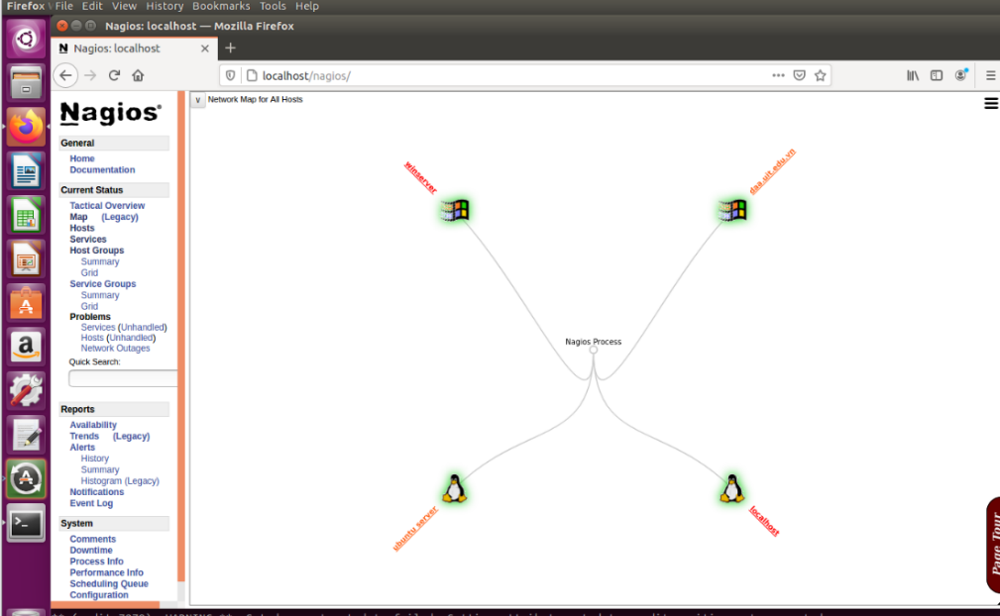 Firefox File Edit View History Bookmarks Tools Help
Nagios: localhost — Mozilla Firefox
N Nagios: localhost
localhost/nagios/
Nagios®
General
Home
Documentation
Current Status
Tactical Overview
Map (Legacy)
Hosts
Services
Host Groups
Summary
Grid
Service Groups
Summary
Grid
Problems
Services (Unhandled)
Hosts (Unhandled)
Network Outages
Quick Search:
Reports
Availability
Trends (Legacy)
Alerts
History
Summary
Histogram (Legacy)
Notifications
Event Log
System
Comments
Downtime
Process Info
Performance Info
Scheduling Queue
Configuration
Network Map for All Hosts
winserver
daa.uit.edu.vn
Nagios Process
ubuntu server
localhost
Page Tour